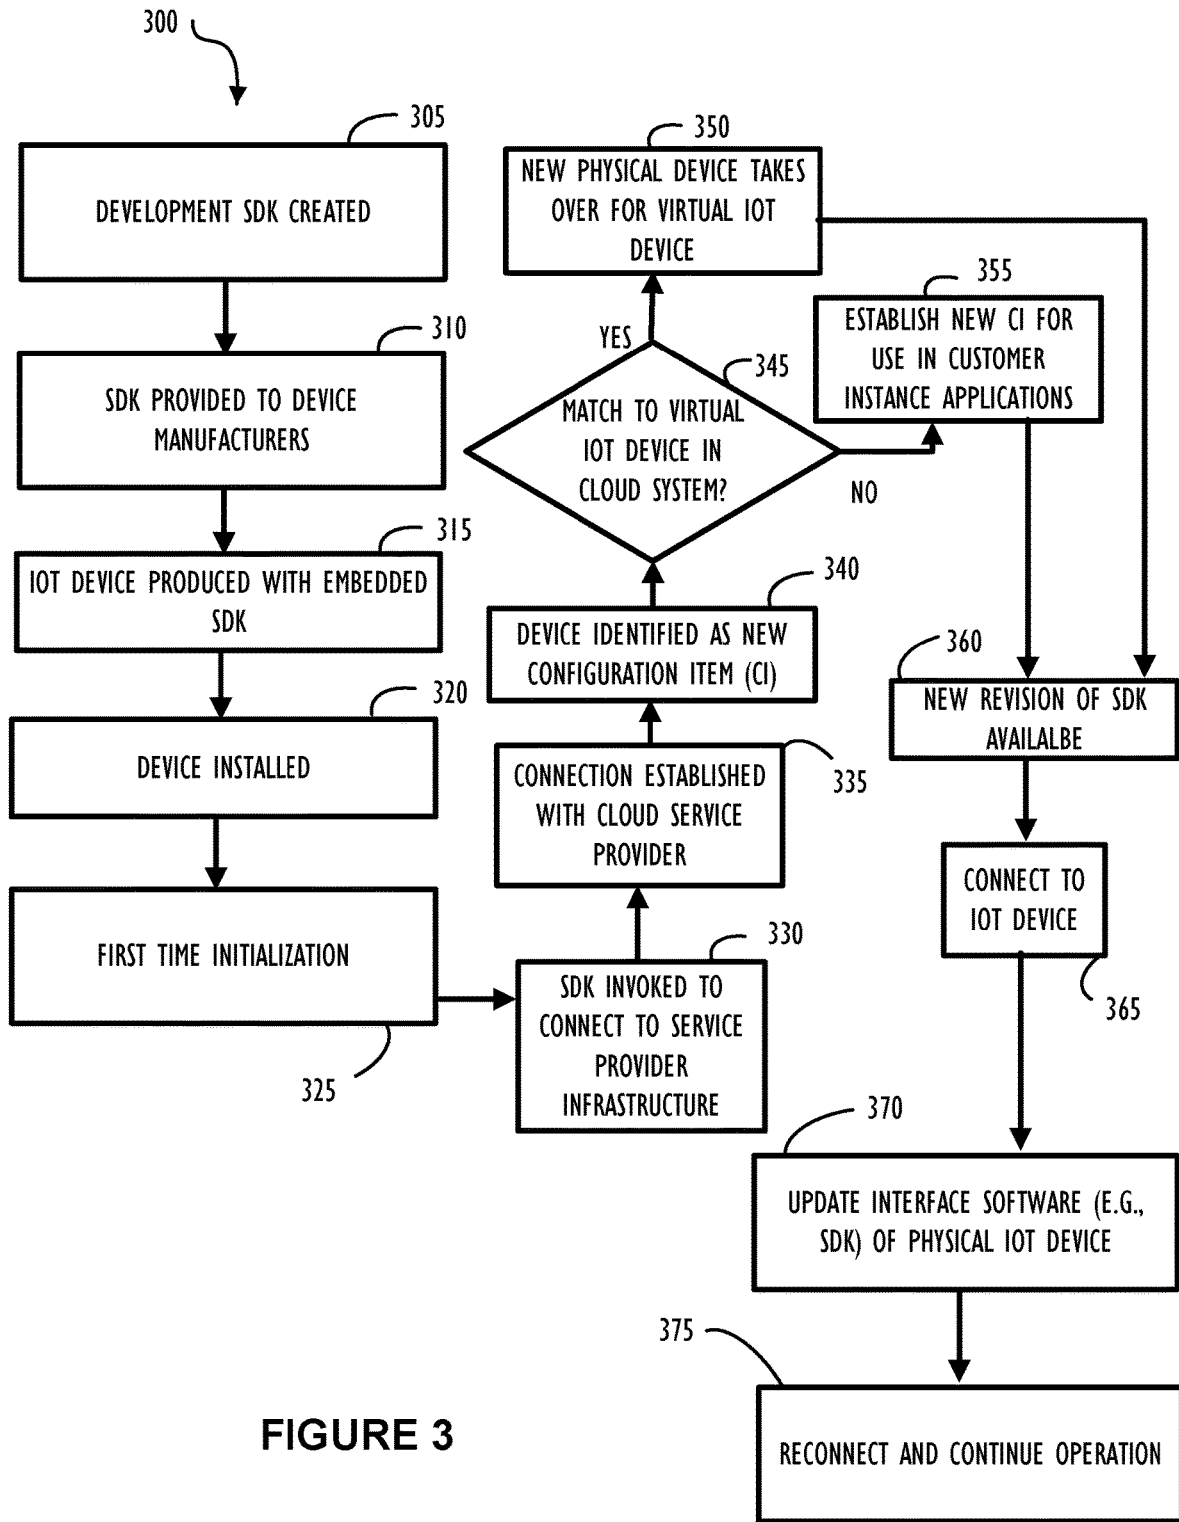 300
305
DEVELOPMENT SDK CREATED
310
SDK PROVIDED TO DEVICE
MANUFACTURERS
315
IOT DEVICE PRODUCED WITH EMBEDDED
SDK
320
DEVICE INSTALLED
FIRST TIME INITIALIZATION
325
330
SDK INVOKED TO
CONNECT TO SERVICE
PROVIDER
INFRASTRUCTURE
335
CONNECTION ESTABLISHED
WITH CLOUD SERVICE
PROVIDER
340
DEVICE IDENTIFIED AS NEW
CONFIGURATION ITEM (CI)
345
MATCH TO VIRTUAL
IOT DEVICE IN
CLOUD SYSTEM?
YES
NO
350
NEW PHYSICAL DEVICE TAKES
OVER FOR VIRTUAL IOT
DEVICE
355
ESTABLISH NEW CI FOR
USE IN CUSTOMER
INSTANCE APPLICATIONS
360
NEW REVISION OF SDK
AVAILALBE
CONNECT TO
IOT DEVICE
365
370
UPDATE INTERFACE SOFTWARE (E.G.,
SDK) OF PHYSICAL IOT DEVICE
375
RECONNECT AND CONTINUE OPERATION
FIGURE 3